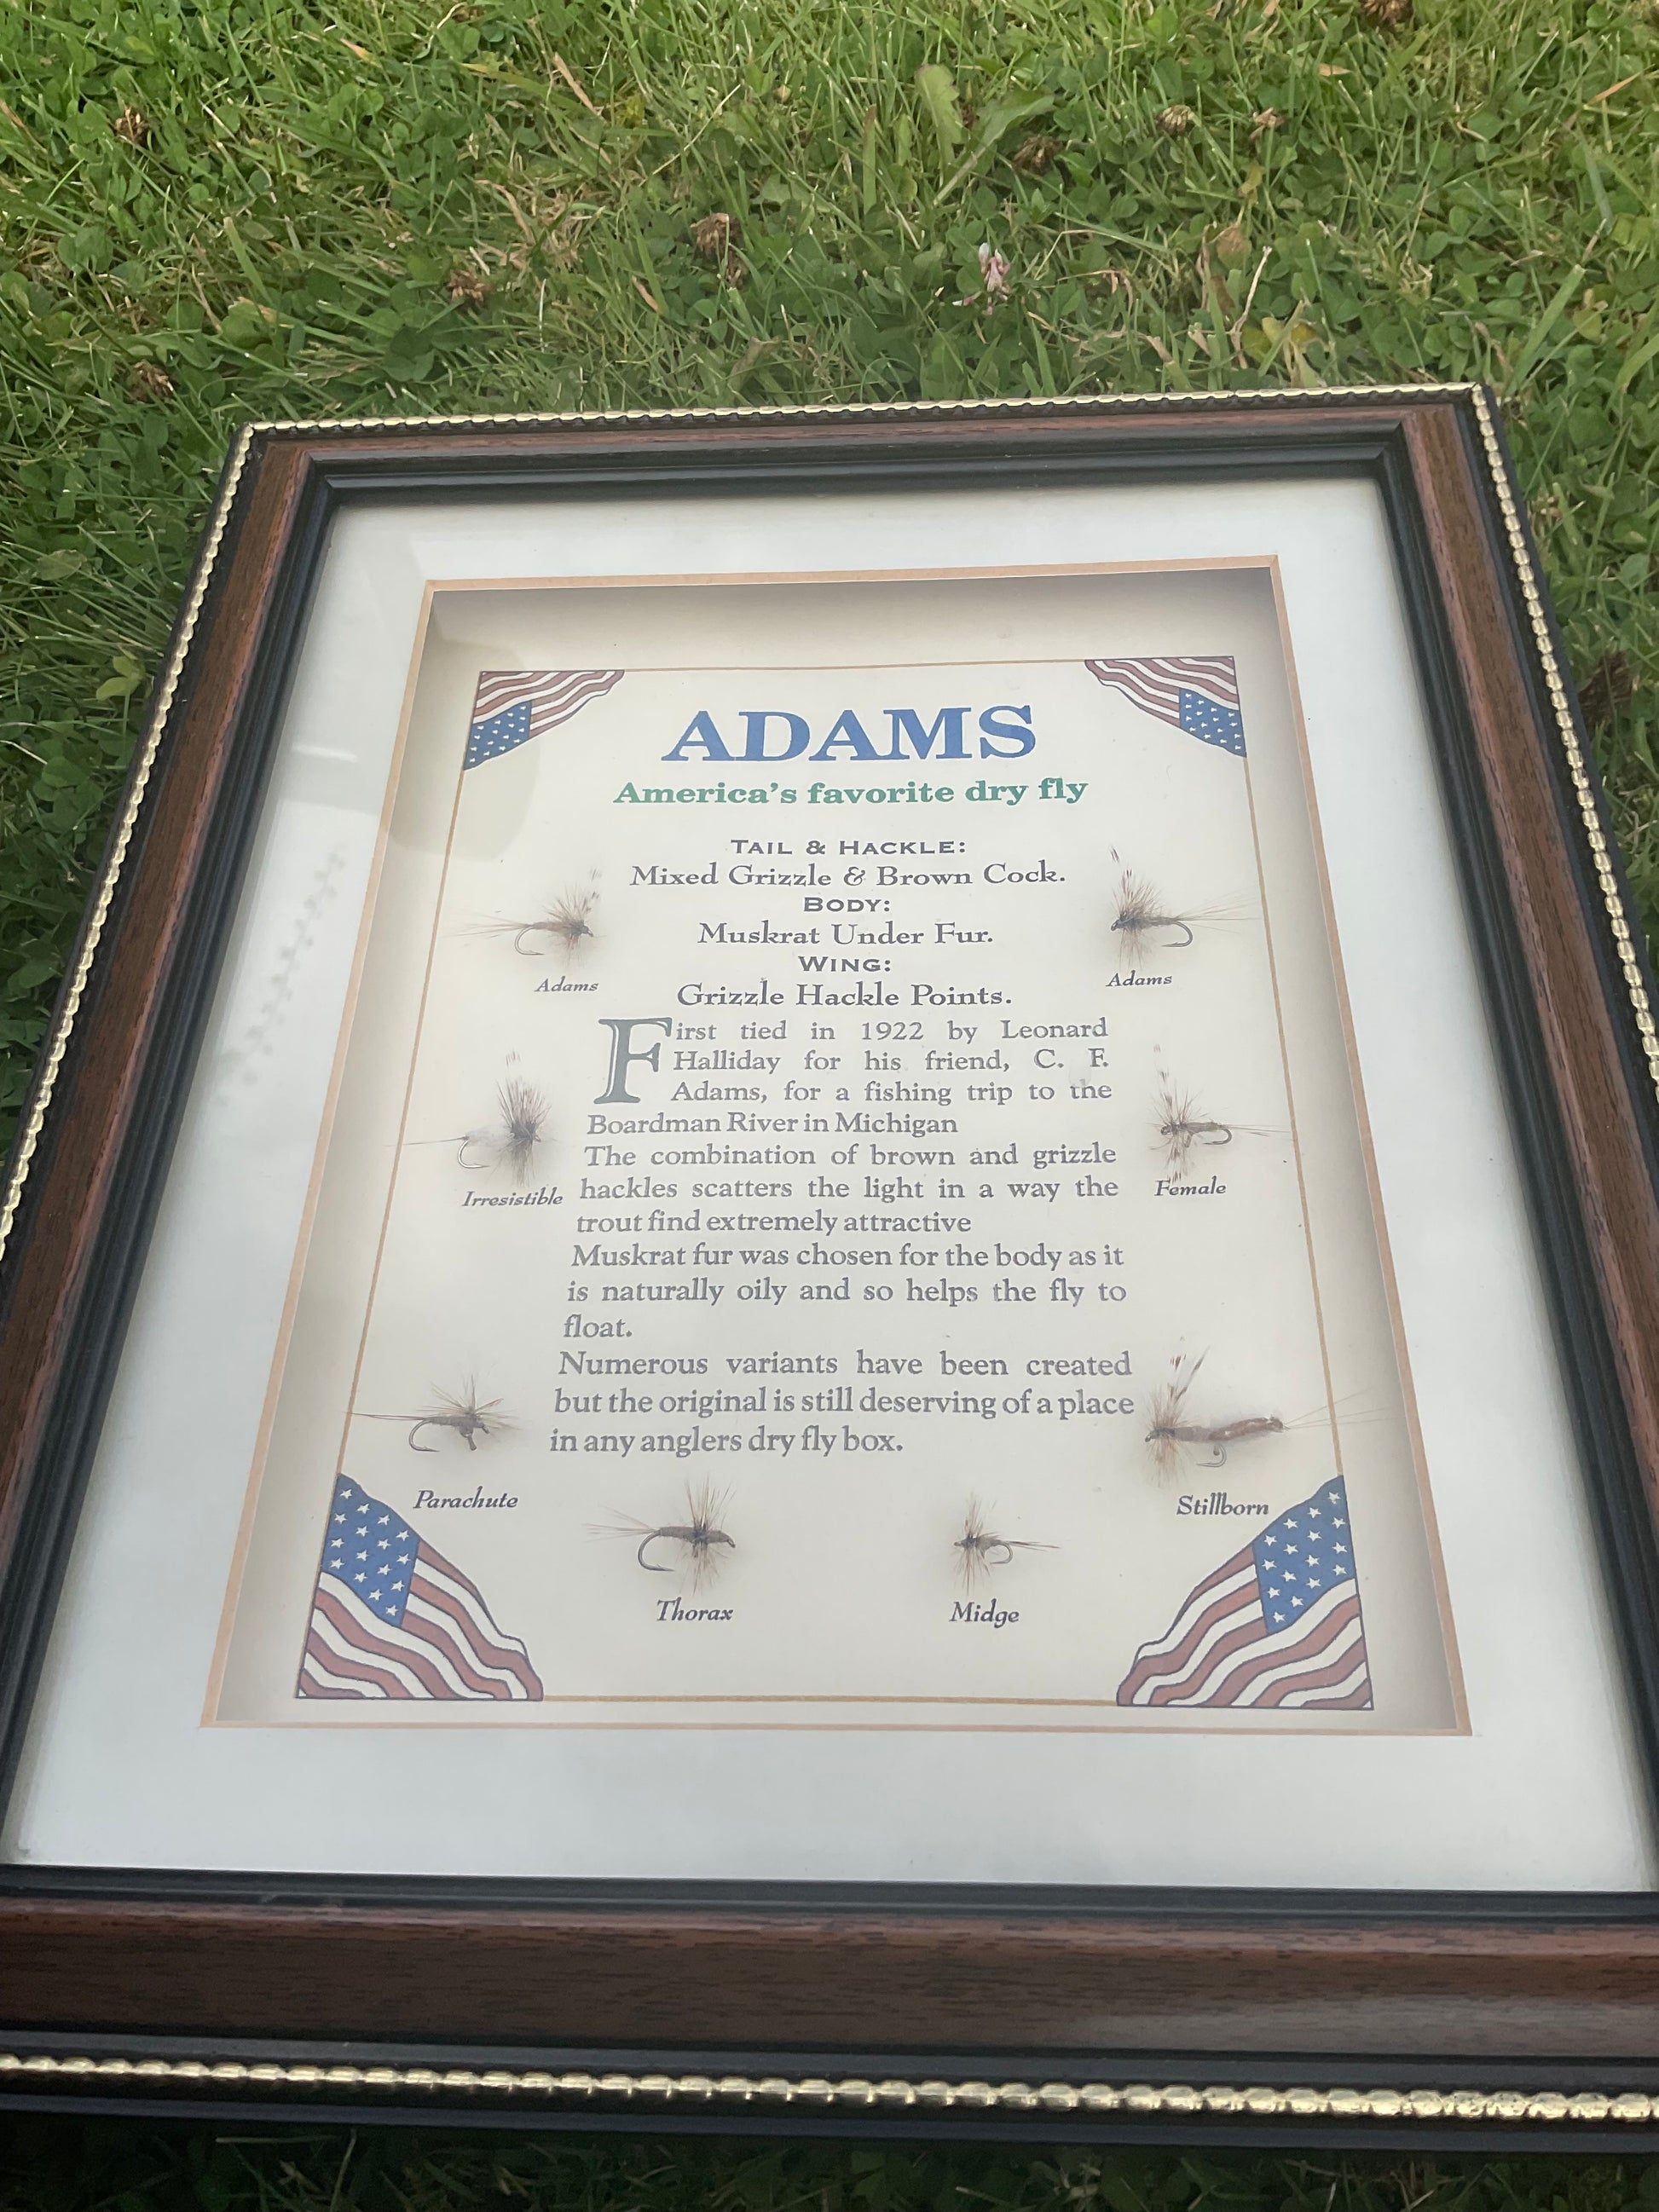 ADAMS
America's favorite dry fly
TAIL & HACKLE:
Mixed Grizzle & Brown Cock.
BODY:
Muskrat Under Fur.
WING:
Grizzle Hackle Points.
Adams
Adams
First tied in 1922 by Leonard
Halliday for his friend, C. F.
Adams, for a fishing trip to the
Boardman River in Michigan
The combination of brown and grizzle
hackles scatters the light in a way the
trout find extremely attractive
Irresistible
Female
Muskrat fur was chosen for the body as it
is naturally oily and so helps the fly to
float.
Numerous variants have been created
but the original is still deserving of a place
in any anglers dry fly box.
Parachute
Stillborn
Thorax
Midge